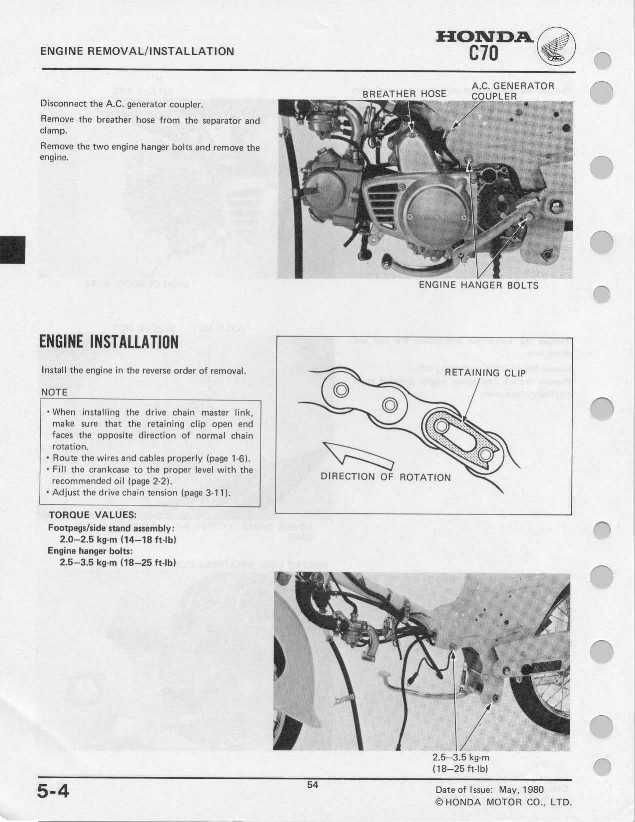 ENGINE REMOVAL/INSTALLATION
HONDA
C70
Disconnect the A.C. generator coupler.
Remove the breather hose from the separator and
clamp.
Remove the two engine hanger bolts and remove the
engine.
BREATHER HOSE
A.C. GENERATOR
COUPLER
ENGINE HANGER BOLTS
ENGINE INSTALLATION
Install the engine in the reverse order of removal.
NOTE
• When installing the drive chain master link,
make sure that the retaining clip open end
faces the opposite direction of normal chain
rotation.
• Route the wires and cables properly (page 1-6).
• Fill the crankcase to the proper level with the
recommended oil (page 2-2).
• Adjust the drive chain tension (page 3-11).
RETAINING CLIP
DIRECTION OF ROTATION
TORQUE VALUES:
Footpegs/side stand assembly:
2.0–2.5 kg-m (14–18 ft-lb)
Engine hanger bolts:
2.5–3.5 kg-m (18–25 ft-lb)
2.5–3.5 kg-m
(18–25 ft-lb)
5-4
54
Date of Issue: May, 1980
© HONDA MOTOR CO., LTD.